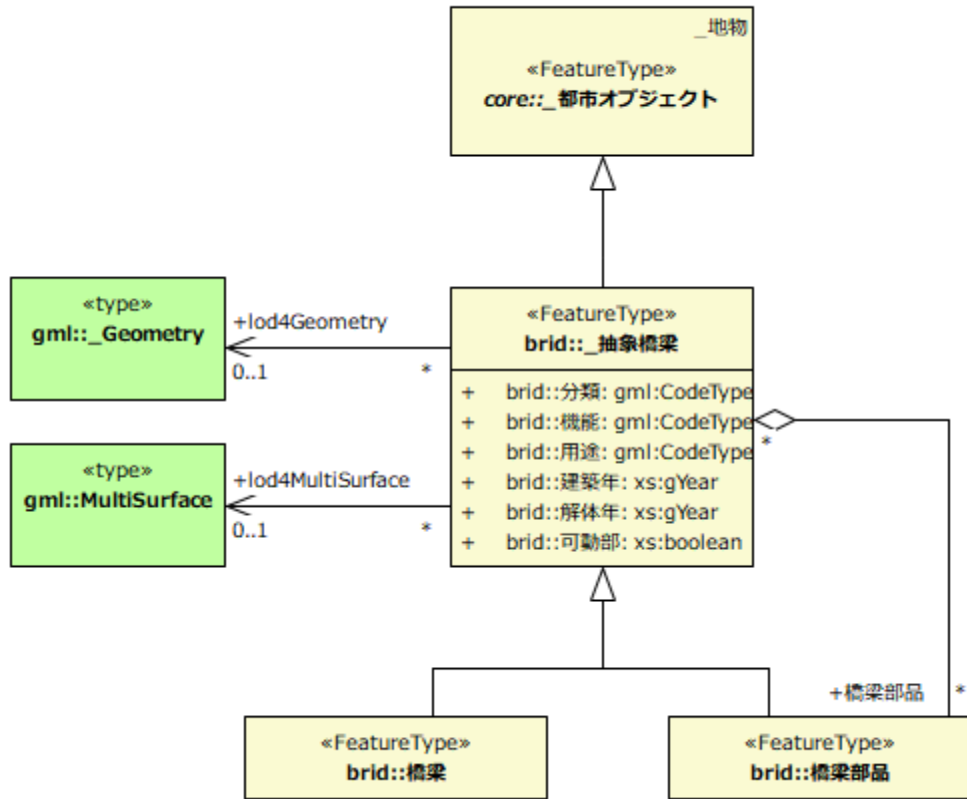 _地物
«FeatureType»
core::_都市オブジェクト
«type»
gml::_Geometry
+lod4Geometry
0..1
*
«FeatureType»
brid::_抽象橋梁
+ brid::分類: gml:CodeType
+ brid::機能: gml:CodeType
+ brid::用途: gml:CodeType
+ brid::建築年: xs:gYear
+ brid::解体年: xs:gYear
+ brid::可動部: xs:boolean
*
«type»
gml::MultiSurface
+lod4MultiSurface
0..1
*
+橋梁部品
*
«FeatureType»
brid::橋梁
«FeatureType»
brid::橋梁部品